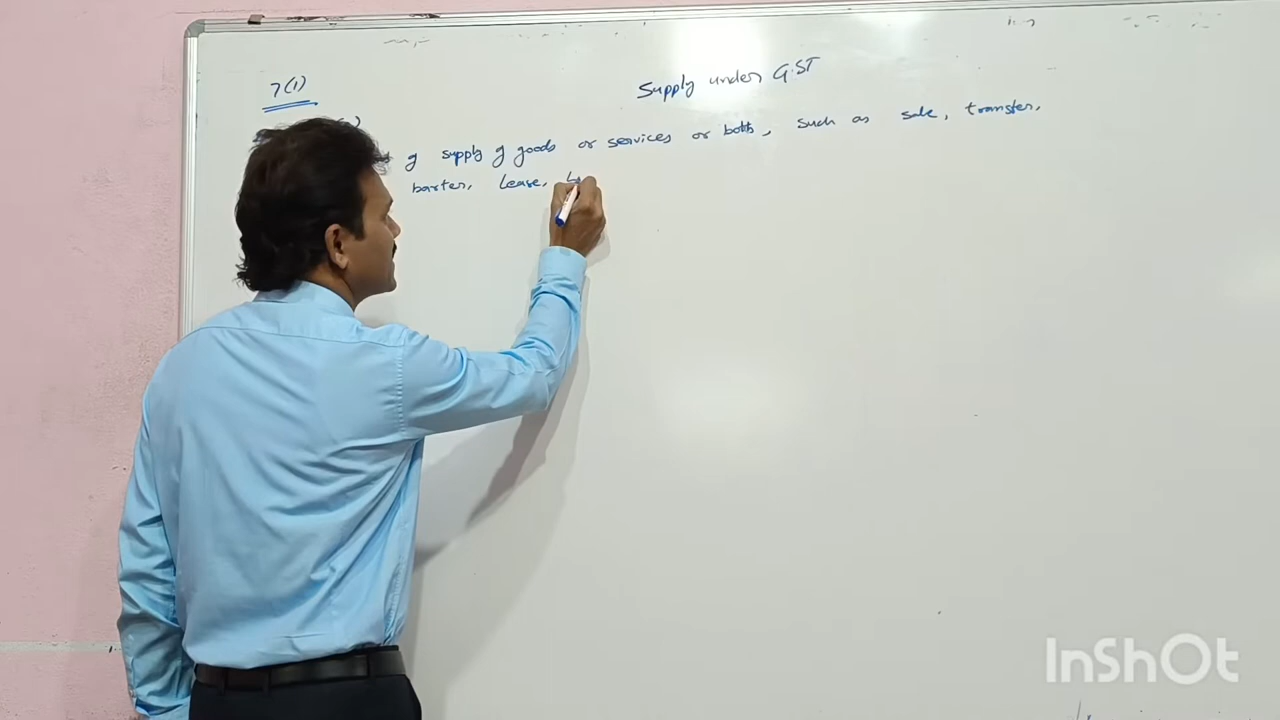 Supply under GST
7(1)
of supply of goods or services or both, such as sale, transfer,
barter, Lease,
InShOt